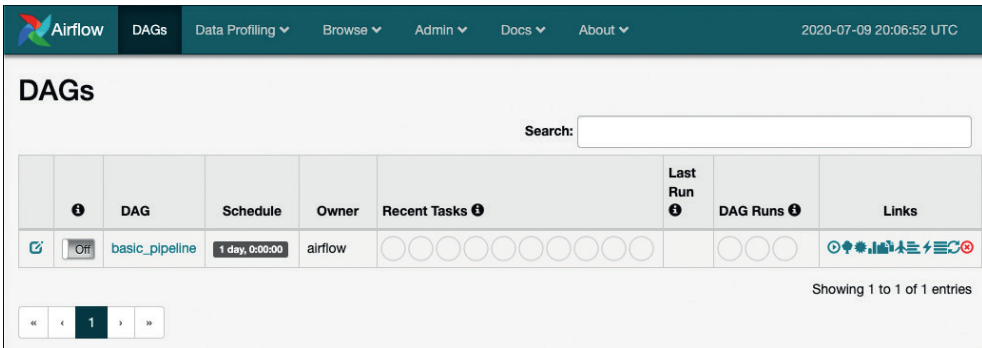 Airflow DAGs Data Profiling Browse Admin Docs About 2020-07-09 20:06:52 UTC
DAGs
Search:
DAG Schedule Owner Recent Tasks Last Run DAG Runs Links
Off basic_pipeline 1 day, 0:00:00 airflow
Showing 1 to 1 of 1 entries
« ‹ 1 › »